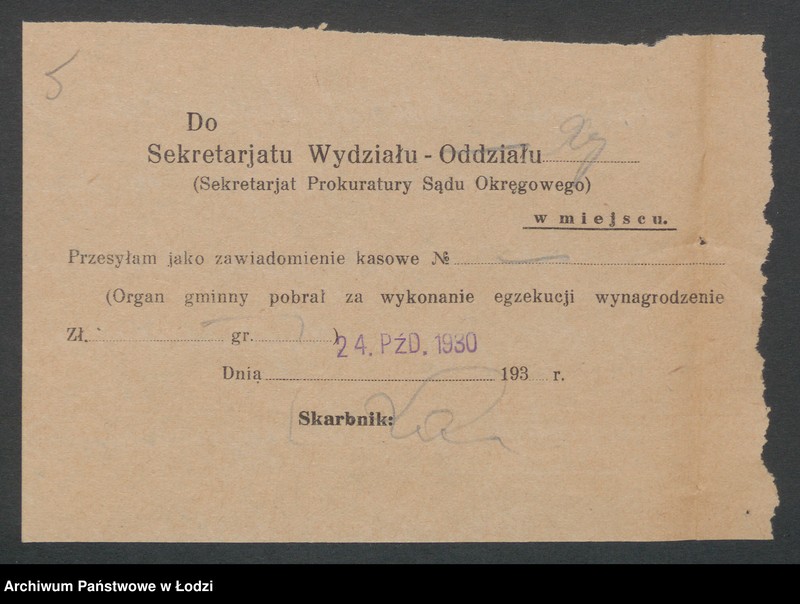 5
Do
Sekretarjatu Wydziału - Oddziału
(Sekretarjat Prokuratury Sądu Okręgowego)
w miejscu.
Przesyłam jako zawiadomienie kasowe №
(Organ gminny pobrał za wykonanie egzekucji wynagrodzenie
Zł. gr. )
24. PŹD. 1930
Dnia 193 r.
Skarbnik:
Archiwum Państwowe w Łodzi